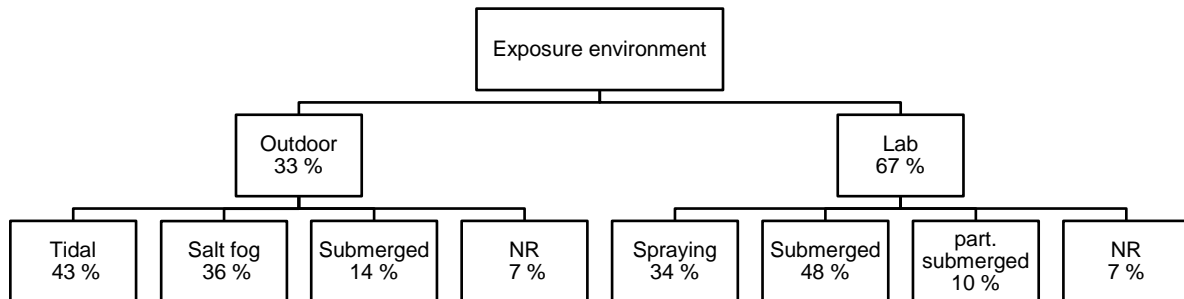 Exposure environment
Outdoor
33 %
Lab
67 %
Tidal
43 %
Salt fog
36 %
Submerged
14 %
NR
7 %
Spraying
34 %
Submerged
48 %
part.
submerged
10 %
NR
7 %